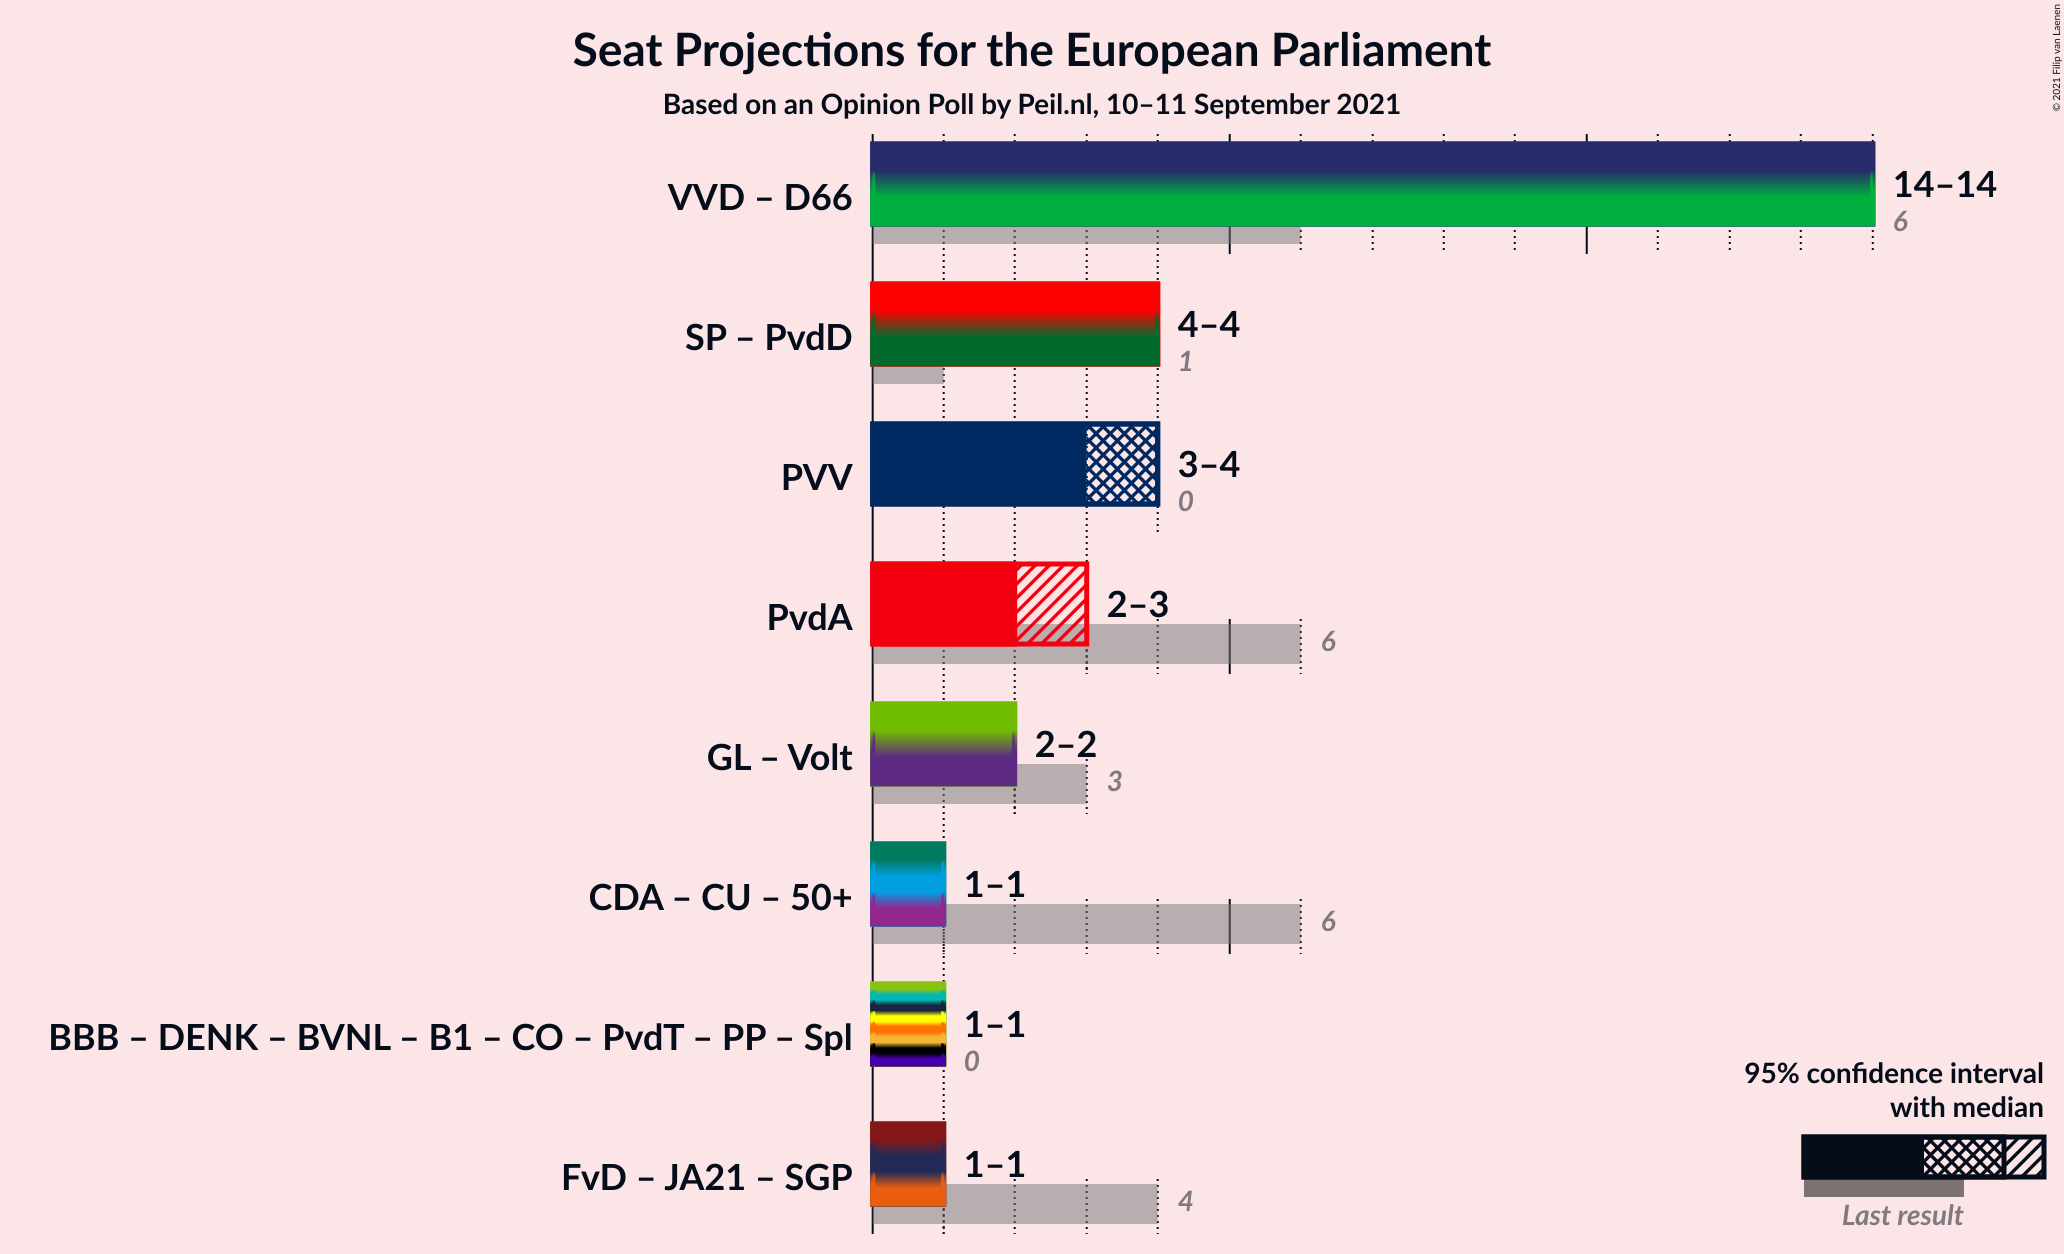 Seat Projections for the European Parliament
Based on an Opinion Poll by Peil.nl, 10–11 September 2021
© 2021 Filip van Laenen
VVD – D66
14–14
6
SP – PvdD
4–4
1
PVV
3–4
0
PvdA
2–3
6
GL – Volt
2–2
3
CDA – CU – 50+
1–1
6
BBB – DENK – BVNL – B1 – CO – PvdT – PP – Spl
1–1
0
FvD – JA21 – SGP
1–1
4
95% confidence interval
with median
Last result